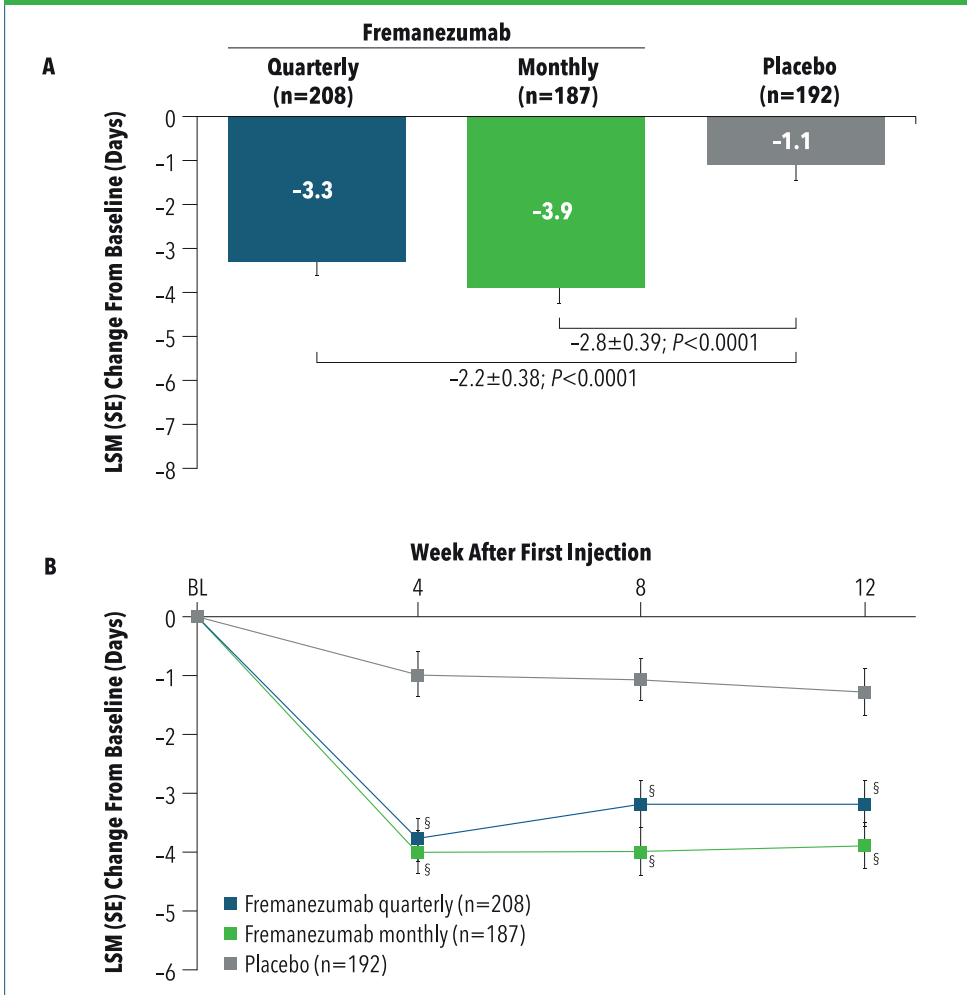 Fremanezumab
A
Quarterly Monthly Placebo
(n=208) (n=187) (n=192)
LSM (SE) Change From Baseline (Days)
0
–1
–2
–3
–4
–5
–6
–7
–8
–3.3
–3.9
–1.1
–2.8±0.39; P<0.0001
–2.2±0.38; P<0.0001
B
Week After First Injection
BL 4 8 12
LSM (SE) Change From Baseline (Days)
0
–1
–2
–3
–4
–5
–6
§ § §
§ § §
Fremanezumab quarterly (n=208)
Fremanezumab monthly (n=187)
Placebo (n=192)